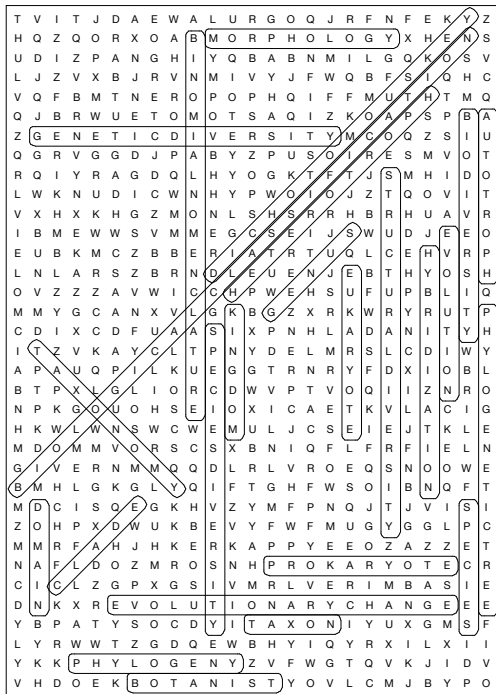 T V I T J D A E W A L U R G O Q J R F N F E K Y Z
H Q Z Q O R X O A B M O R P H O L O G Y X H E N S
U D I Z P A N G H I Y Q B A B N M I L G Q K O S V
L J Z V X B J R V N M I V Y J F W Q B F S I Q H C
V Q F B M T N E R O P O P H Q I F F M U T H T M Q
Q J B R W U E T O M O T S A Q I Z K O A P S P B A
Z G E N E T I C D I V E R S I T Y M C O Q Z S I U
Q G R V G G D J P A B Y Z P U S O I R E S M V O T
R Q I Y R A G D Q L H Y O G K T F T J S M H I D O
L W K N U D I C W N H Y P W O I O J Z T Q O V I T
V X H X K H G Z M O N L S H S R R H B R H U A V R
I B M E W W S V M M E G C S E I J S W U D J E E O
E U B K M C Z B B E R I A T R T U Q L C E H V R P
L N L A R S Z B R N D L E U E N J E B T H Y O S H
O V Z Z Z A V W I C C H P W E H S U F U P B L I Q
M M Y G C A N X V L G K B G Z X R K W R Y R U T P
C D I X C D F U A A S I X P N H L A D A N I T Y H
I T Z V K A Y C L T P N Y D E L M R S L C D I W Y
A P A U Q P I L K U E G G T R N R Y F D X I O B L
B T P X L G L I O R C D W V P T V O Q I I Z N R O
N P K G O U O H S E I O X I C A E T K V L A C I G
H K W L W N S W C W E M U L J C S E I E J T K L E
M D O M M V O R S C S X B N I Q F L F R F I E L N
G I V E R N M M Q Q D L R L V R O E Q S N O O W E
B M H L G K G L Y Q I F T G H F W S O I B N Q F T
M D C I S Q E G K H V Z Y M F P N Q J T J V I S I
Z O H P X D W U K B E V Y F W F M U G Y G G L P C
M M R F A H J H K E R K A P P Y E E O Z A Z Z E T
N A F L D O Z M R O S N H P R O K A R Y O T E C R
C I C L Z G P X G S I V M R L V E R I M B A S I E
D N K X R E V O L U T I O N A R Y C H A N G E E E
Y B P A T Y S O C D Y I T A X O N I Y U X G M S F
L Y R W W T Z G D Q E W B H Y I Q Y R X I L X I I
Y K K P H Y L O G E N Y Z V F W G T Q V K J I D V
V H D O E K B O T A N I S T Y O V L C M J B Y P O